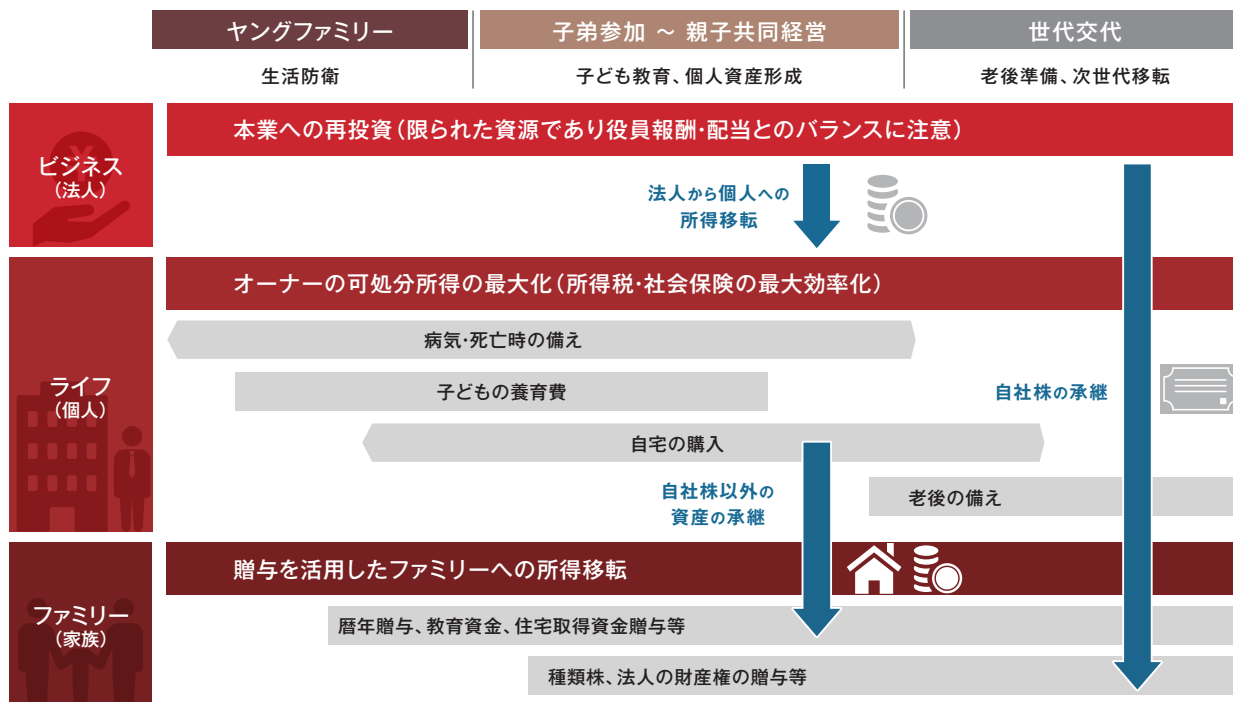 ヤングファミリー
子弟参加 ～ 親子共同経営
世代交代
生活防衛
子ども教育、個人資産形成
老後準備、次世代移転
ビジネス
（法人）
本業への再投資（限られた資源であり役員報酬・配当とのバランスに注意）
法人から個人への
所得移転
ライフ
（個人）
オーナーの可処分所得の最大化（所得税・社会保険の最大効率化）
病気・死亡時の備え
子どもの養育費
自社株の承継
自宅の購入
自社株以外の
資産の承継
老後の備え
ファミリー
（家族）
贈与を活用したファミリーへの所得移転
暦年贈与、教育資金、住宅取得資金贈与等
種類株、法人の財産権の贈与等